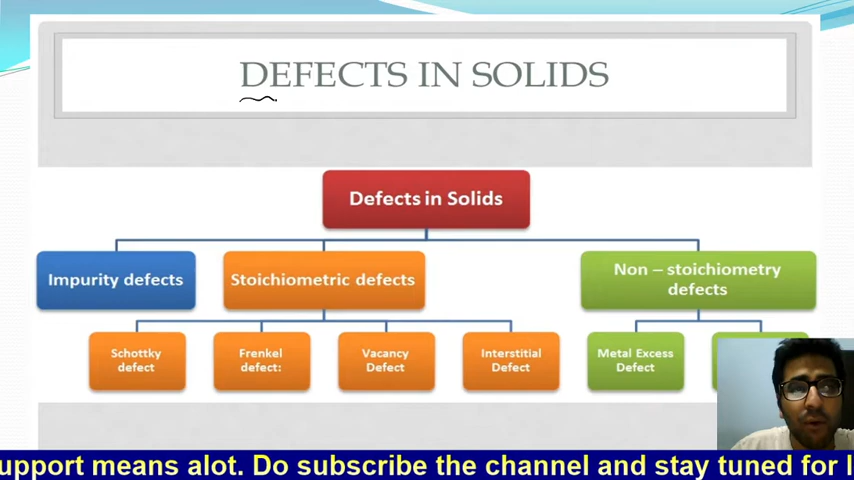 DEFECTS IN SOLIDS
Defects in Solids
Impurity defects
Stoichiometric defects
Non – stoichiometry
defects
Schottky
defect
Frenkel
defect:
Vacancy
Defect
Interstitial
Defect
Metal Excess
Defect
upport means alot. Do subscribe the channel and stay tuned for